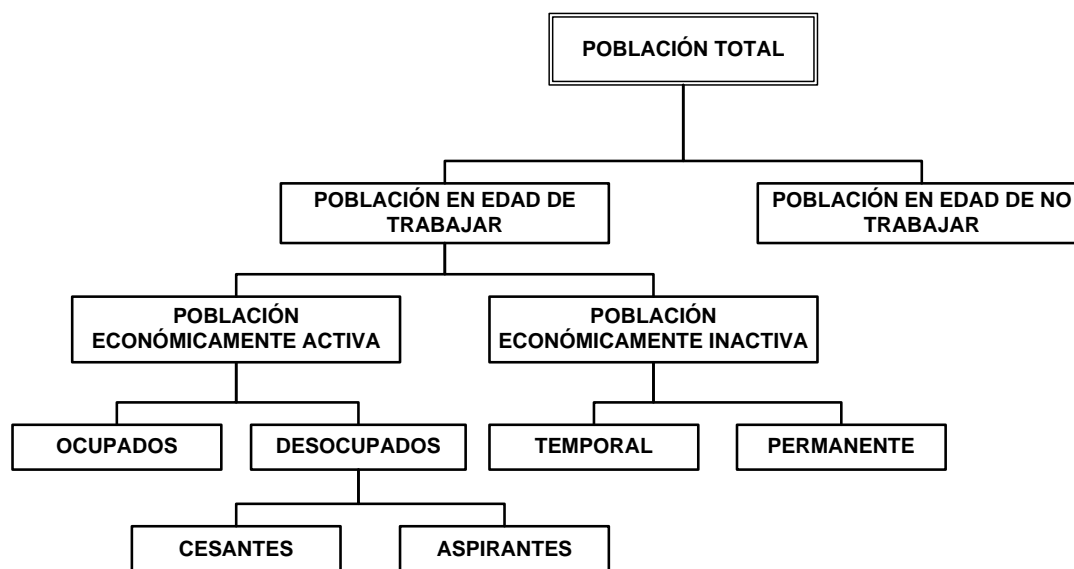 POBLACIÓN TOTAL
POBLACIÓN EN EDAD DE
TRABAJAR
POBLACIÓN EN EDAD DE NO
TRABAJAR
POBLACIÓN
ECONÓMICAMENTE ACTIVA
POBLACIÓN
ECONÓMICAMENTE INACTIVA
OCUPADOS
DESOCUPADOS
TEMPORAL
PERMANENTE
CESANTES
ASPIRANTES